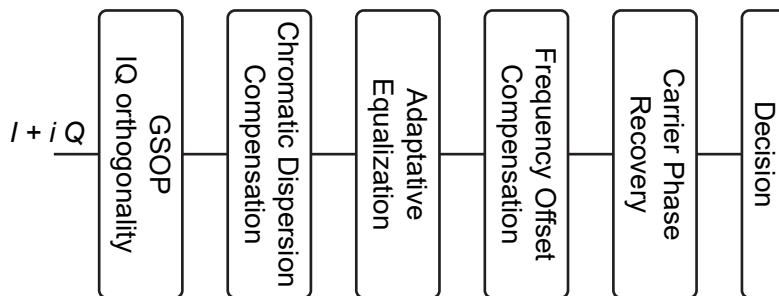 I + i Q
GSOP
IQ orthogonality
Chromatic Dispersion
Compensation
Adaptative
Equalization
Frequency Offset
Compensation
Carrier Phase
Recovery
Decision